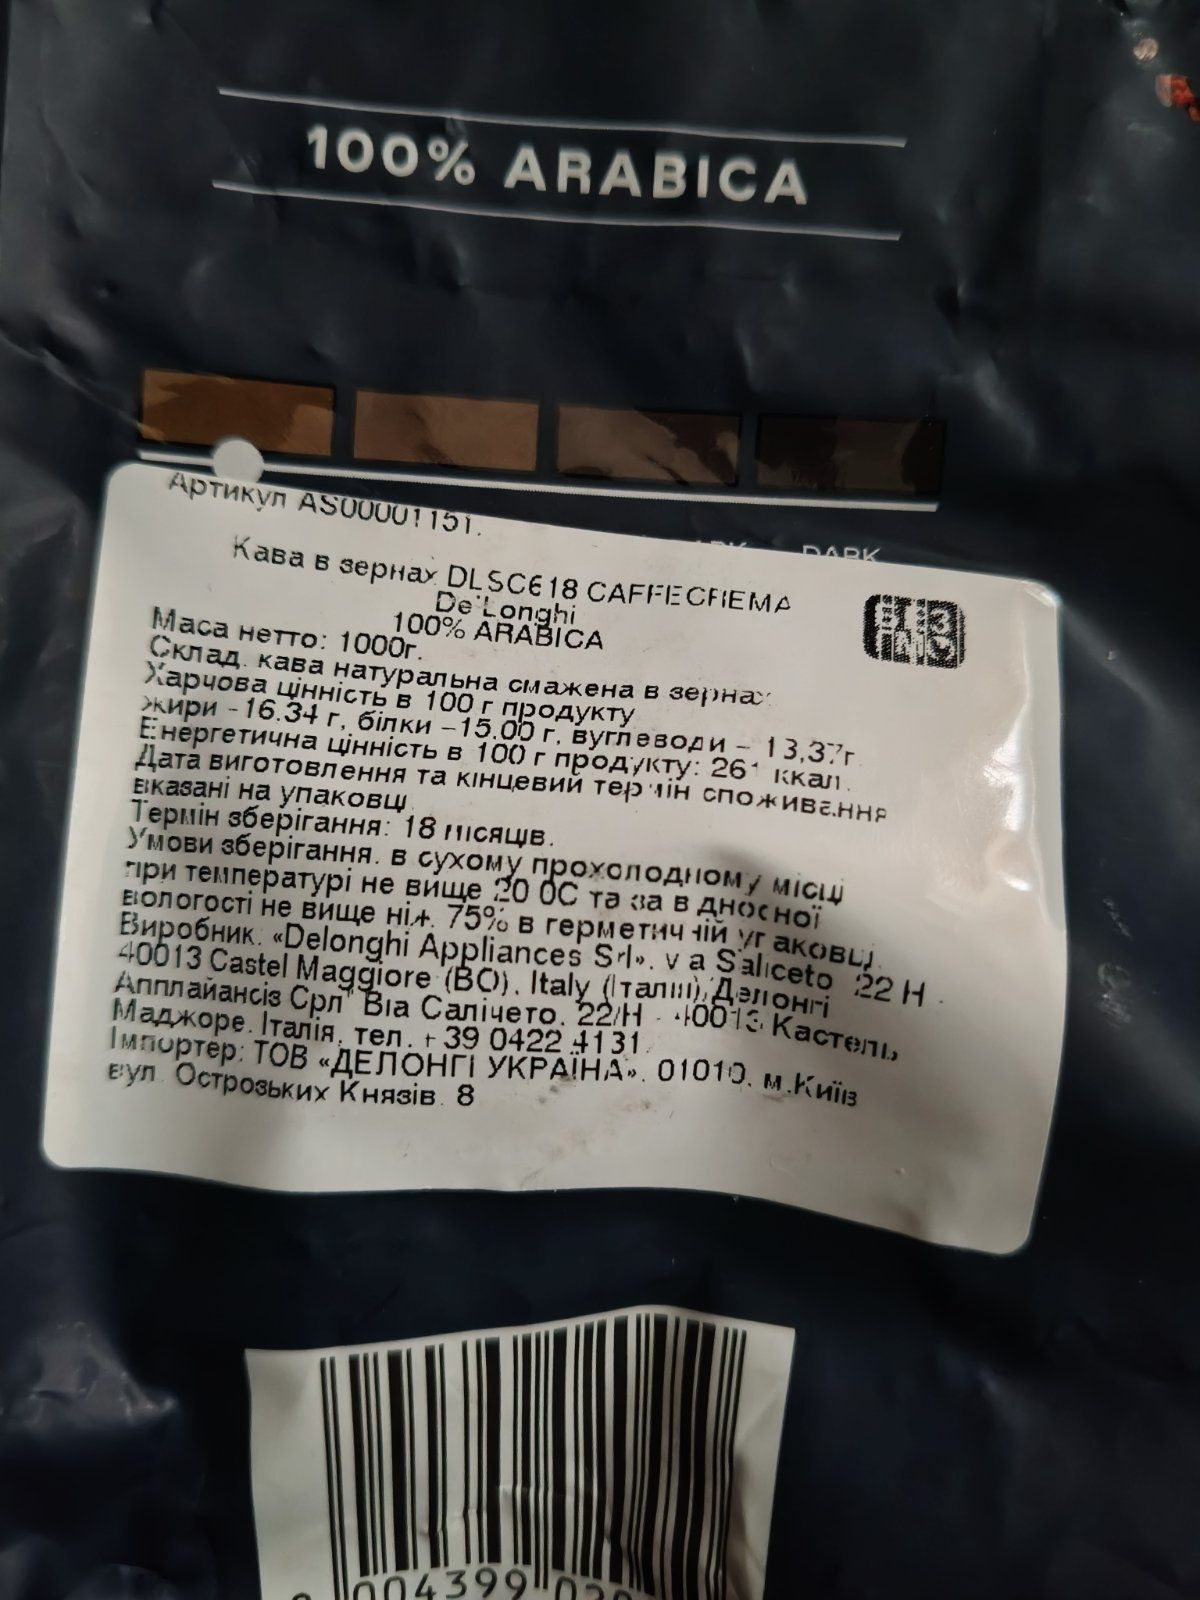 100% ARABICA
DARK
Артикул AS00001151.
Кава в зернах DLSC618 CAFFECREMA
De'Longhi
100% ARABICA
Маса нетто: 1000г.
Склад. кава натуральна смажена в зернах
Харчова цінність в 100 г продукту
жири - 16.34 г, білки – 15.00 г, вуглеводи – 13,37г.
Енергетична цінність в 100 г продукту: ккал.
Дата виготовлення та кінцевий термін споживання
вказані на упаковці
Термін зберігання: 18 місяців.
Умови зберігання. в сухому прохолодному місці
при температурі не вище 20 0С та за відносної
вологості не вище ніж 75% в герметичній упаковці.
Виробник. «Delonghi Appliances Srl». via Saliceto 22 H -
40013 Castel Maggiore (BO). Italy (Італія), Делонгі
Апплайансіз Срл" Віа Салічето. 22/Н - 40013 Кастель
Маджоре. Італія, тел. + 39 0422 4131
Імпортер: ТОВ «ДЕЛОНГІ УКРАЇНА». 01010. м.Київ
вул. Острозьких Князів. 8
004399